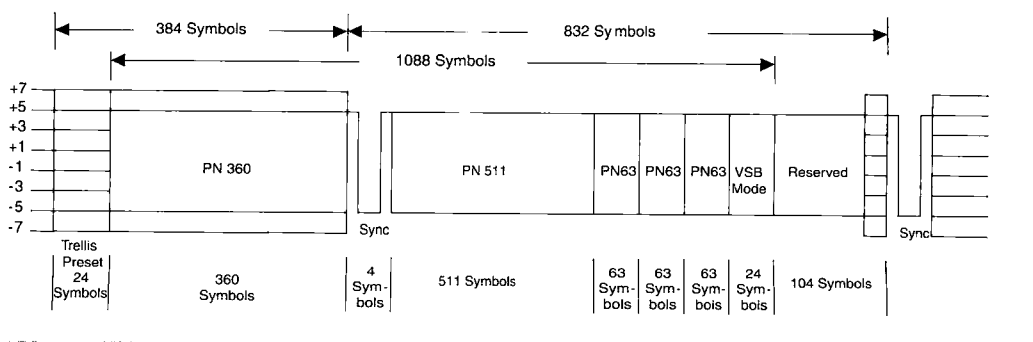 384 Symbols
832 Symbols
1088 Symbols
+7
+5
+3
+1
-1
-3
-5
-7
PN 360
PN 511
PN63
PN63
PN63
VSB
Mode
Reserved
Sync
Sync
Trellis
Preset
24
Symbols
360
Symbols
4
Sym-
bols
511 Symbols
63
Sym-
bols
63
Sym-
bols
63
Sym-
bois
24
Sym-
bois
104 Symbols